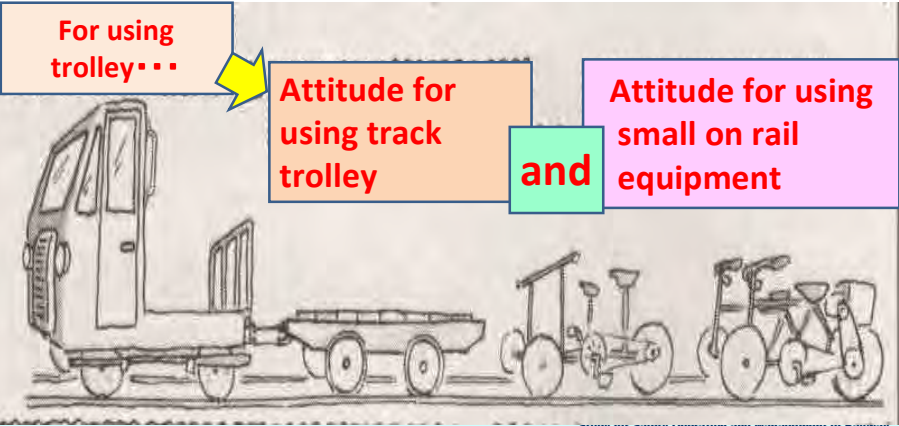 For using
trolley･･･
Attitude for
using track
trolley
and
Attitude for using
small on rail
equipment